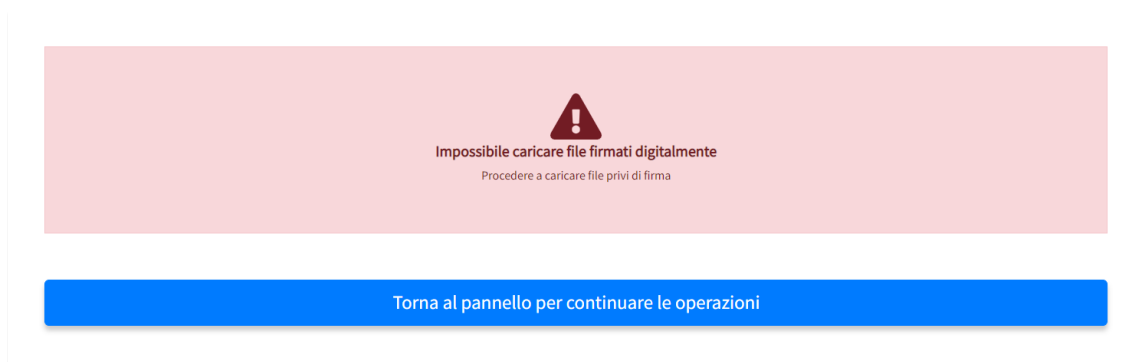 Impossibile caricare file firmati digitalmente
Procedere a caricare file privi di firma
Torna al pannello per continuare le operazioni